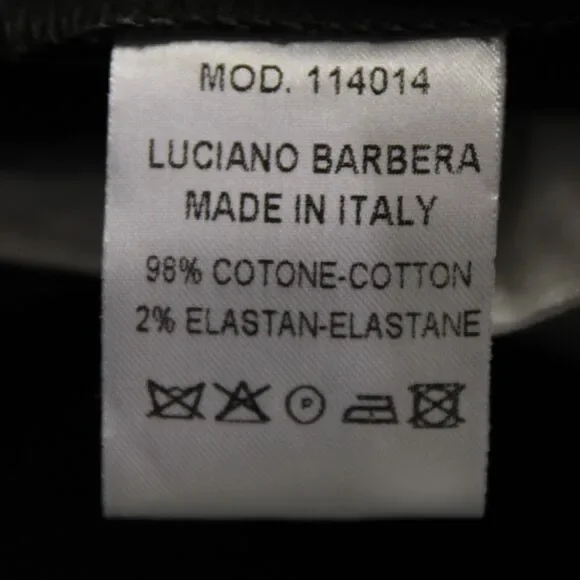 MOD. 114014
LUCIANO BARBERA
MADE IN ITALY
98% COTONE-COTTON
2% ELASTAN-ELASTANE
P